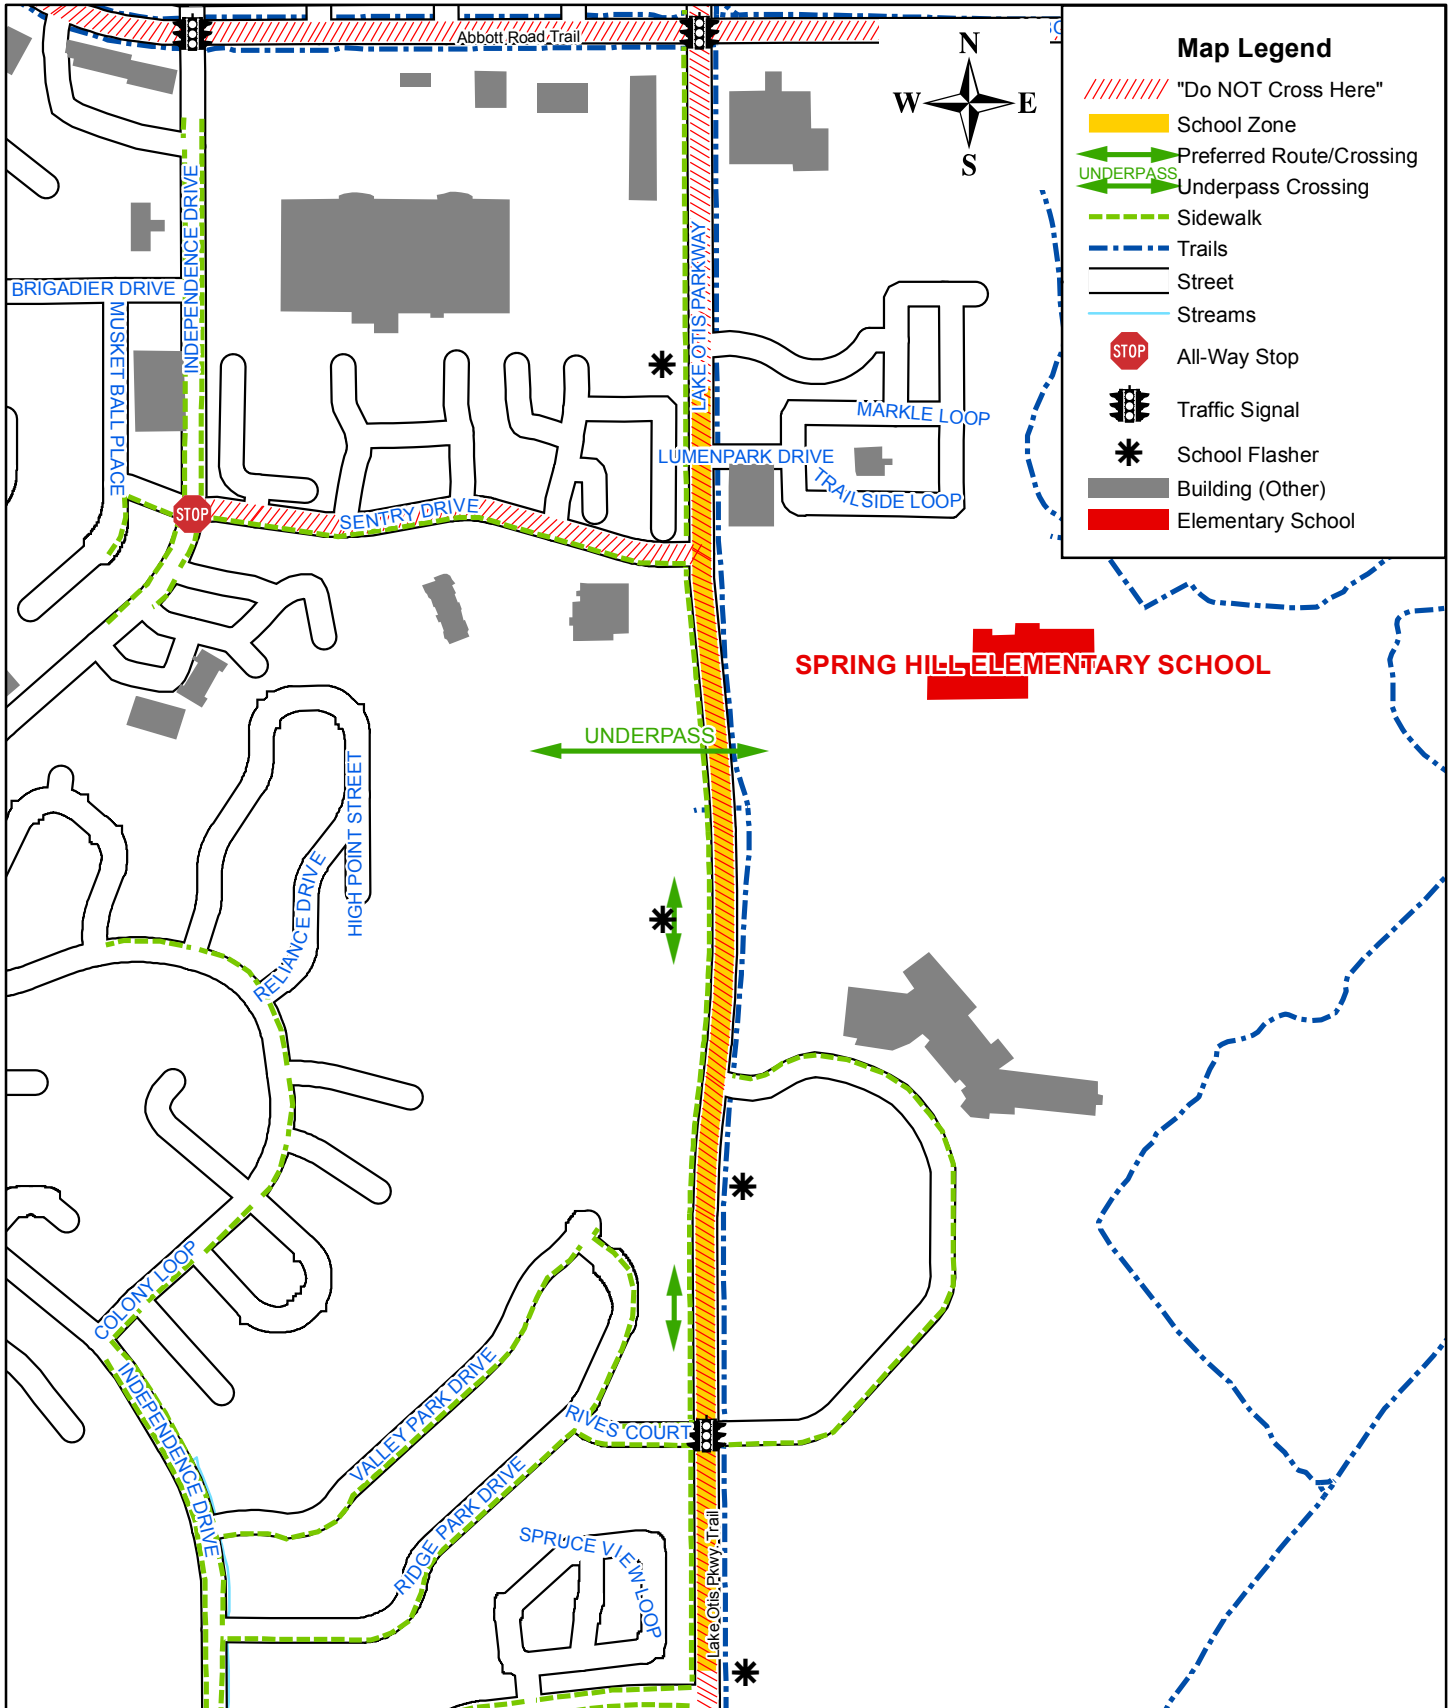 Abbott Road Trail
N
W
E
S
Map Legend
"Do NOT Cross Here"
School Zone
Preferred Route/Crossing
UNDERPASS
Underpass Crossing
Sidewalk
Trails
Street
Streams
STOP
All-Way Stop
Traffic Signal
School Flasher
Building (Other)
Elementary School
INDEPENDENCE DRIVE
BRIGADIER DRIVE
MUSKET BALL PLACE
LAKE OTIS PARKWAY
MARKLE LOOP
LUMENPARK DRIVE
TRAILSIDE LOOP
STOP
SENTRY DRIVE
SPRING HILL ELEMENTARY SCHOOL
UNDERPASS
HIGH POINT STREET
RELIANCE DRIVE
COLONY LOOP
INDEPENDENCE DRIVE
VALLEY PARK DRIVE
RIVES COURT
RIDGE PARK DRIVE
SPRUCE VIEW LOOP
Lake Otis Pkwy Trail